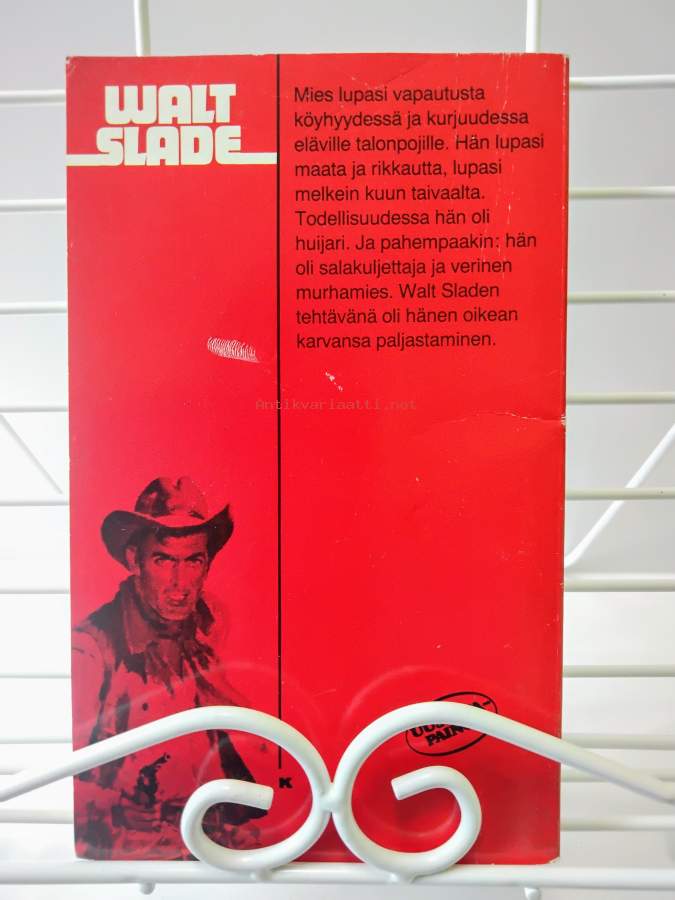 WALT
SLADE
Mies lupasi vapautusta
köyhyydessä ja kurjuudessa
eläville talonpojille. Hän lupasi
maata ja rikkautta, lupasi
melkein kuun taivaalta.
Todellisuudessa hän oli
huijari. Ja pahempaakin: hän
oli salakuljettaja ja verinen
murhamies. Walt Sladen
tehtävänä oli hänen oikean
karvansa paljastaminen.
Antikvariaatti.net
K